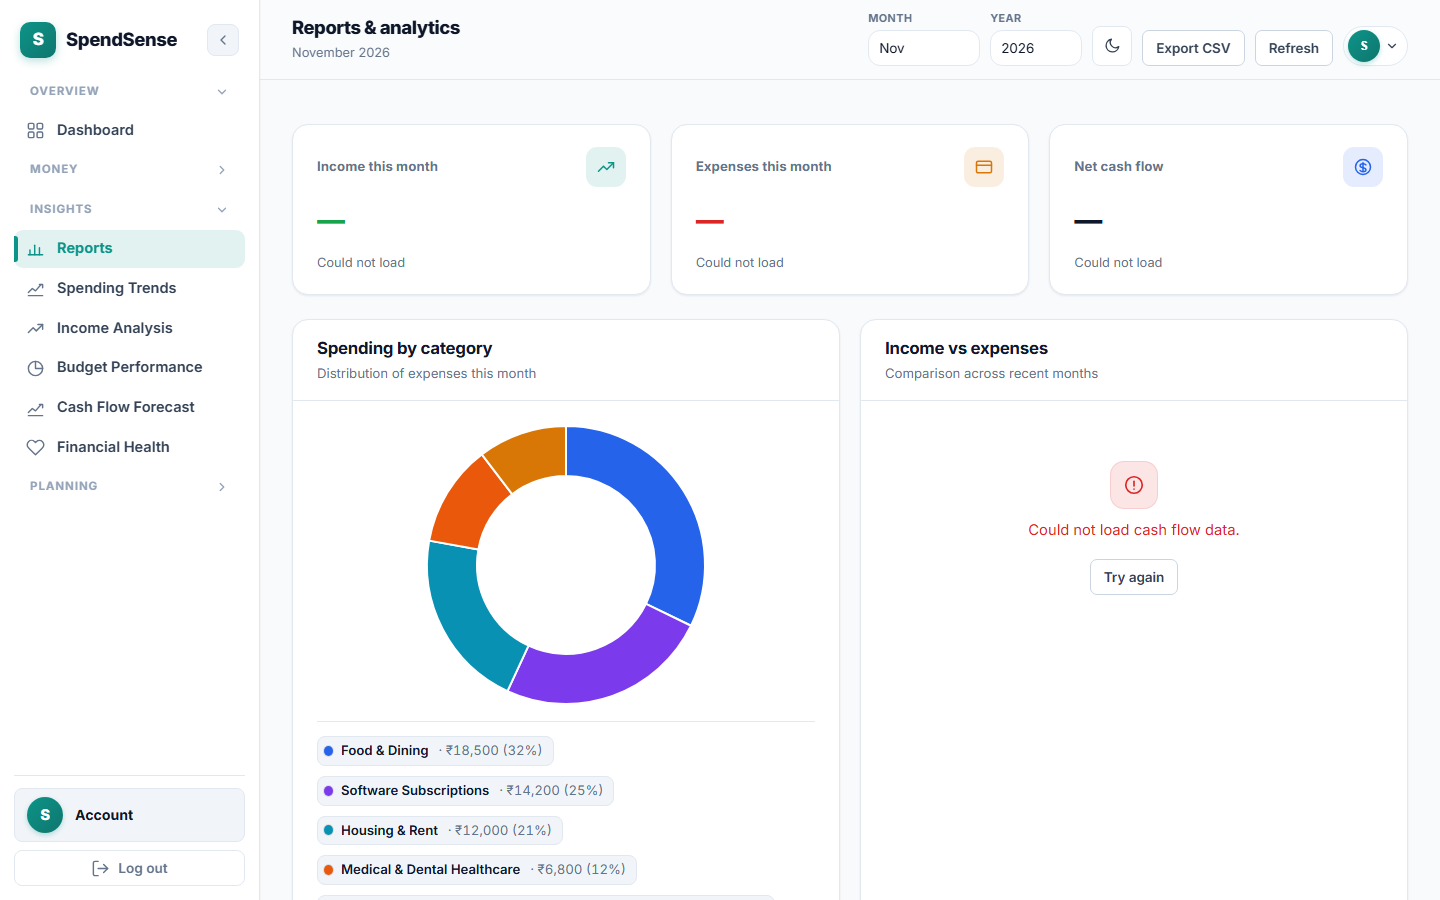 S SpendSense
OVERVIEW
Dashboard
MONEY
INSIGHTS
Reports
Spending Trends
Income Analysis
Budget Performance
Cash Flow Forecast
Financial Health
PLANNING
S Account
Log out
Reports & analytics
November 2026
MONTH
Nov
YEAR
2026
Export CSV
Refresh
S
Income this month
—
Could not load
Expenses this month
—
Could not load
Net cash flow
—
Could not load
Spending by category
Distribution of expenses this month
Food & Dining · ₹18,500 (32%)
Software Subscriptions · ₹14,200 (25%)
Housing & Rent · ₹12,000 (21%)
Medical & Dental Healthcare · ₹6,800 (12%)
Income vs expenses
Comparison across recent months
Could not load cash flow data.
Try again